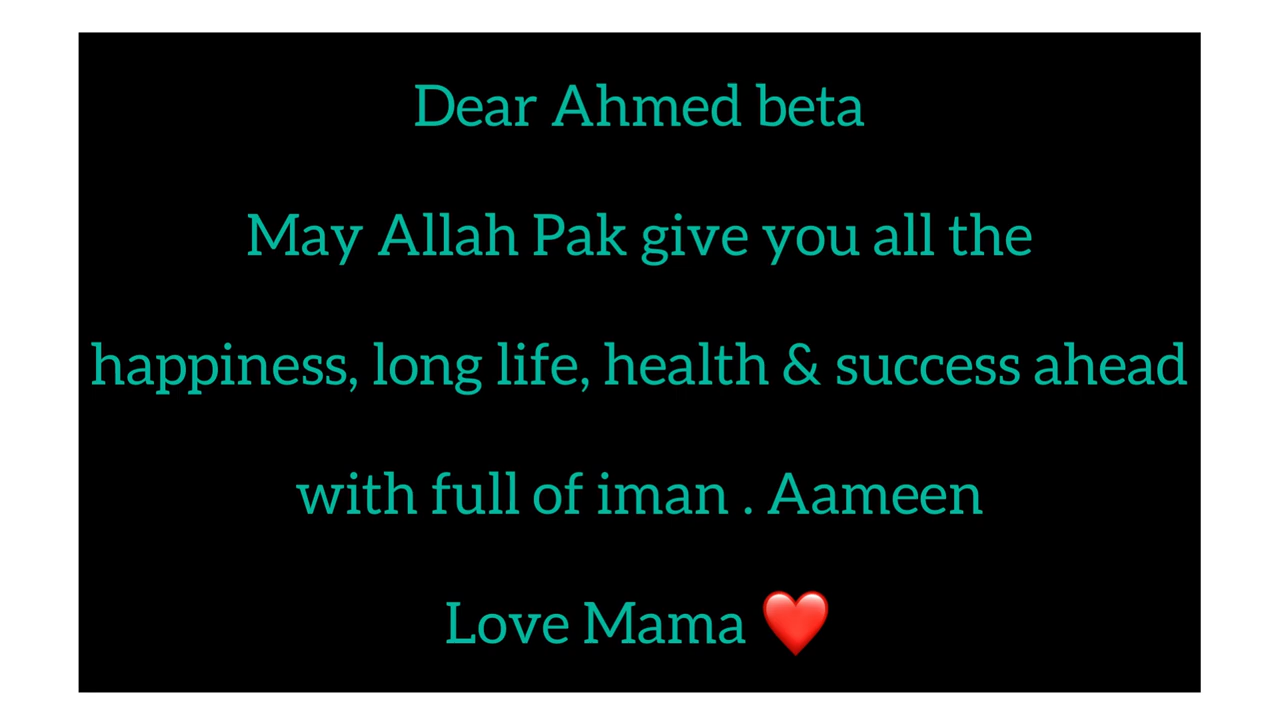 Dear Ahmed beta
May Allah Pak give you all the
happiness, long life, health & success ahead
with full of iman . Aameen
Love Mama ❤️